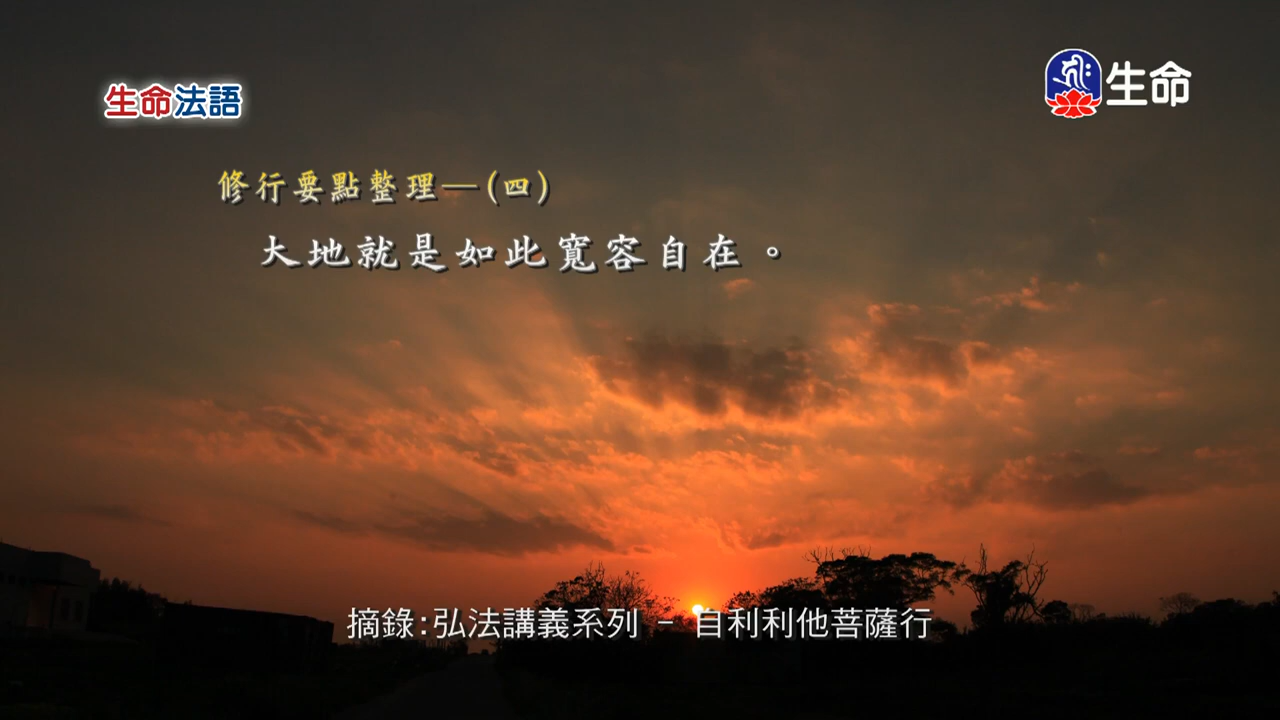 生命法語
生命
修行要點整理—(四)
大地就是如此寬容自在。
摘錄:弘法講義系列 - 自利利他菩薩行